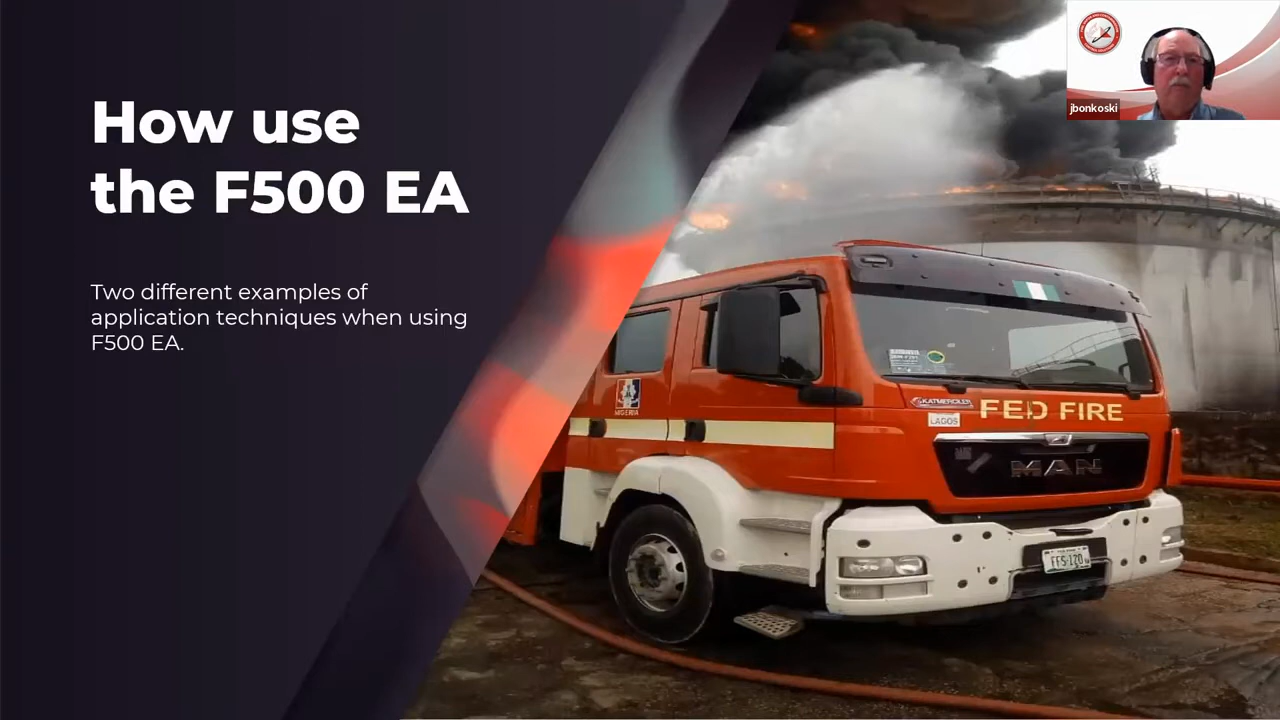 How use
the F500 EA
Two different examples of
application techniques when using
F500 EA.
jbonkoski
NIGERIA
KATMERCILER
LAGOS
FED FIRE
MAN